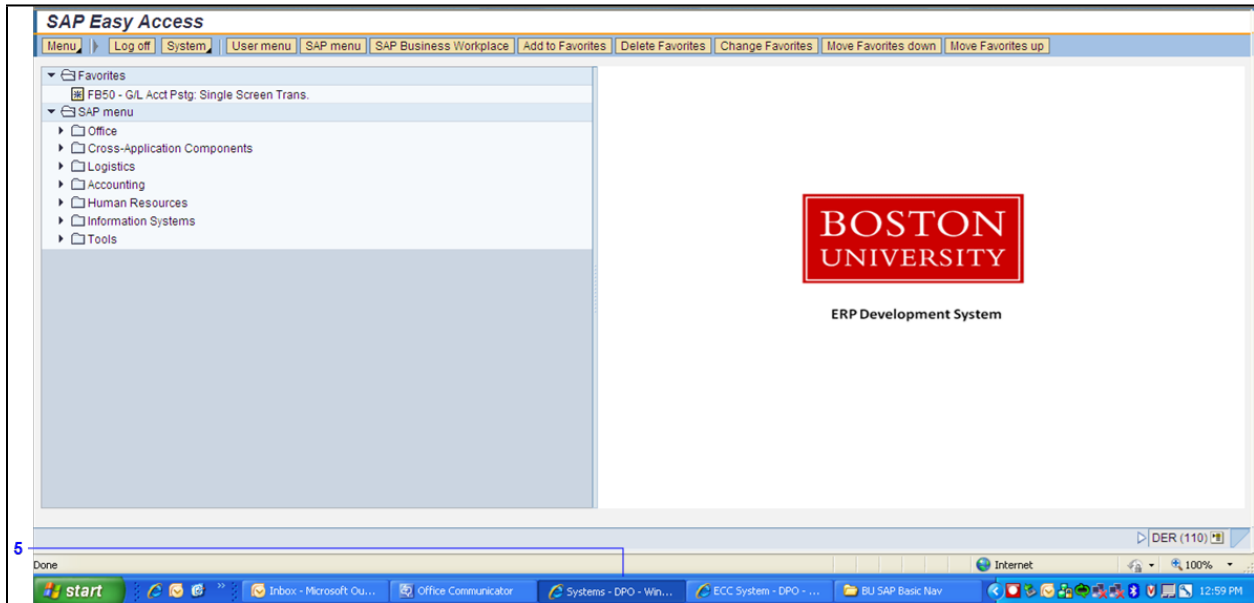 SAP Easy Access
Menu Log off System User menu SAP menu SAP Business Workplace Add to Favorites Delete Favorites Change Favorites Move Favorites down Move Favorites up
Favorites
FB50 - G/L Acct Pstg: Single Screen Trans.
SAP menu
Office
Cross-Application Components
Logistics
Accounting
Human Resources
Information Systems
Tools
BOSTON
UNIVERSITY
ERP Development System
DER (110)
5
Done Internet 100%
start Inbox - Microsoft Ou... Office Communicator Systems - DPO - Win... ECC System - DPO - ... BU SAP Basic Nav 12:59 PM